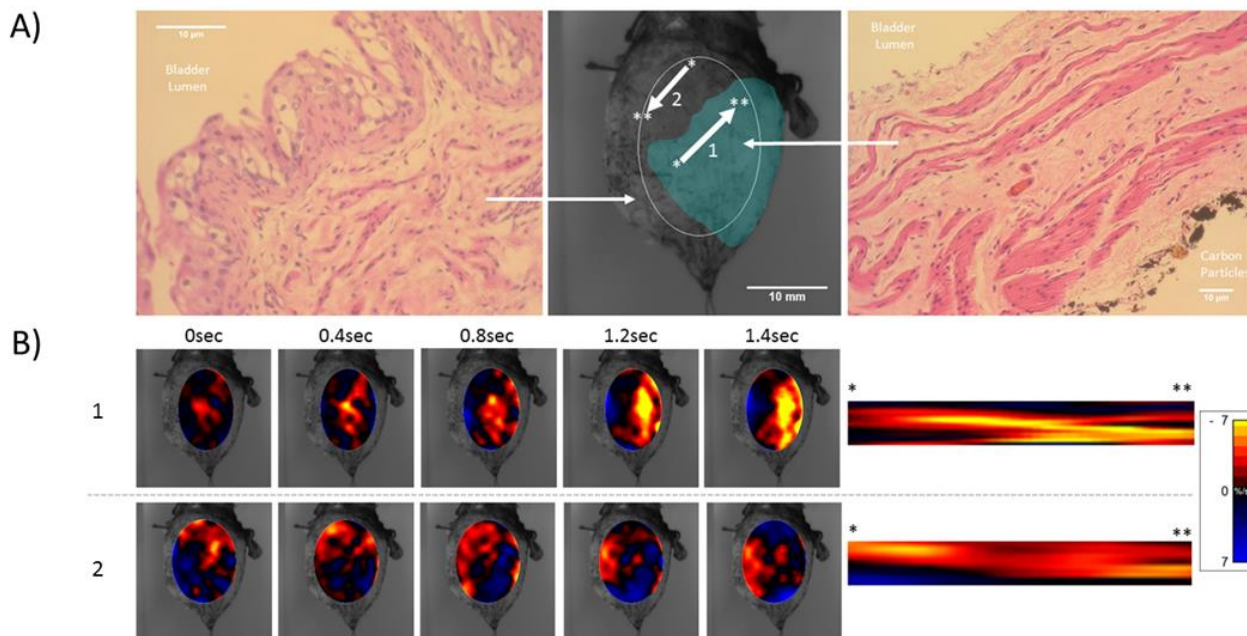 A)
10 µm
Bladder
Lumen
*
2
**
**
1
*
10 mm
Bladder
Lumen
Carbon
Particles
10 µm
B)
0sec
0.4sec
0.8sec
1.2sec
1.4sec
1
*
**
- 7
0
%/s
7
2
*
**